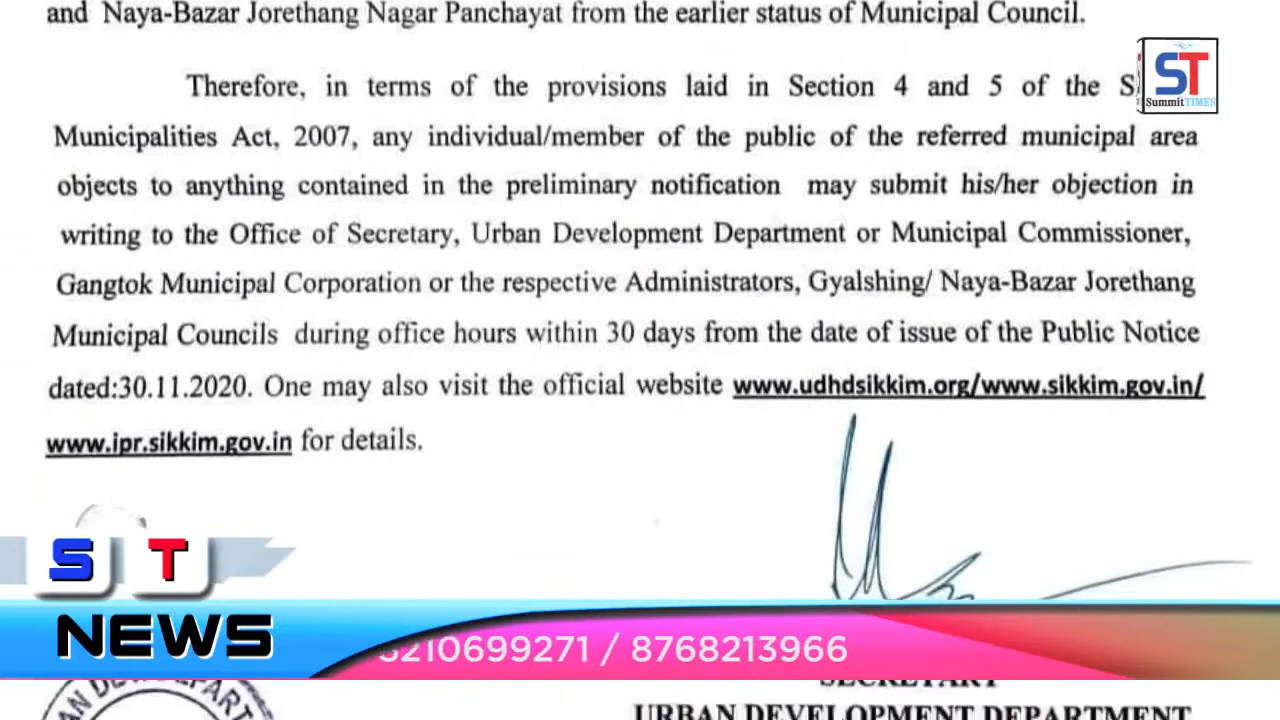 and Naya-Bazar Jorethang Nagar Panchayat from the earlier status of Municipal Council.
ST
SummitTIMES
Therefore, in terms of the provisions laid in Section 4 and 5 of the
Municipalities Act, 2007, any individual/member of the public of the referred municipal area
objects to anything contained in the preliminary notification may submit his/her objection in
writing to the Office of Secretary, Urban Development Department or Municipal Commissioner,
Gangtok Municipal Corporation or the respective Administrators, Gyalshing/ Naya-Bazar Jorethang
Municipal Councils during office hours within 30 days from the date of issue of the Public Notice
dated:30.11.2020. One may also visit the official website www.udhdsikkim.org/www.sikkim.gov.in/
www.ipr.sikkim.gov.in for details.
S T
NEWS
8210699271 / 8768213966
SECRETARY
URBAN DEVELOPMENT DEPARTMENT